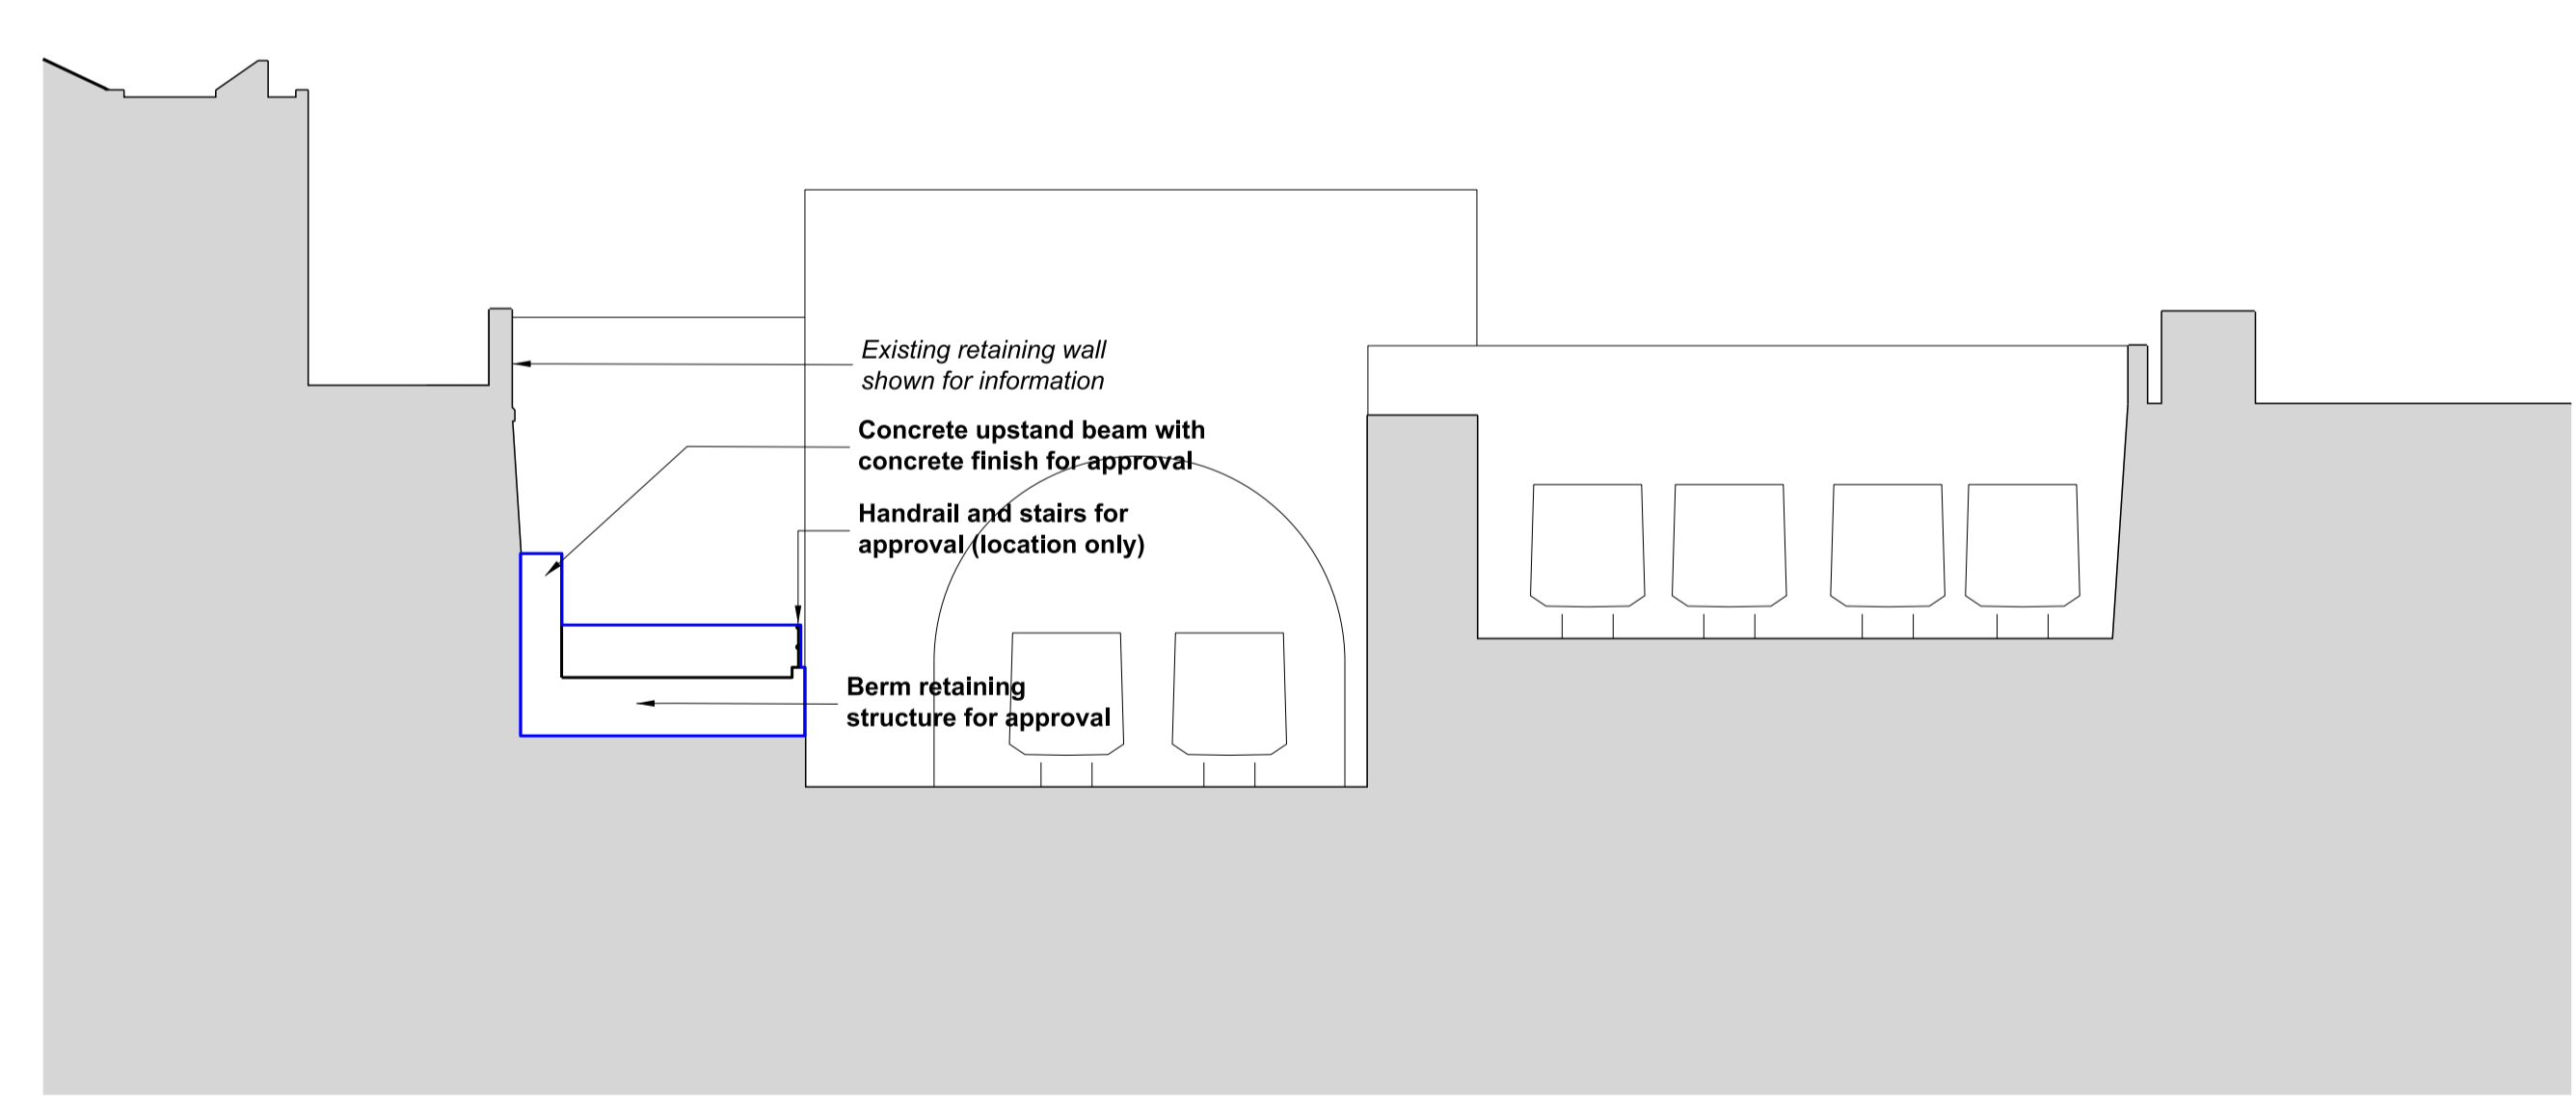 Existing retaining wall
shown for information
Concrete upstand beam with
concrete finish for approval
Handrail and stairs for
approval (location only)
Berm retaining
structure for approval